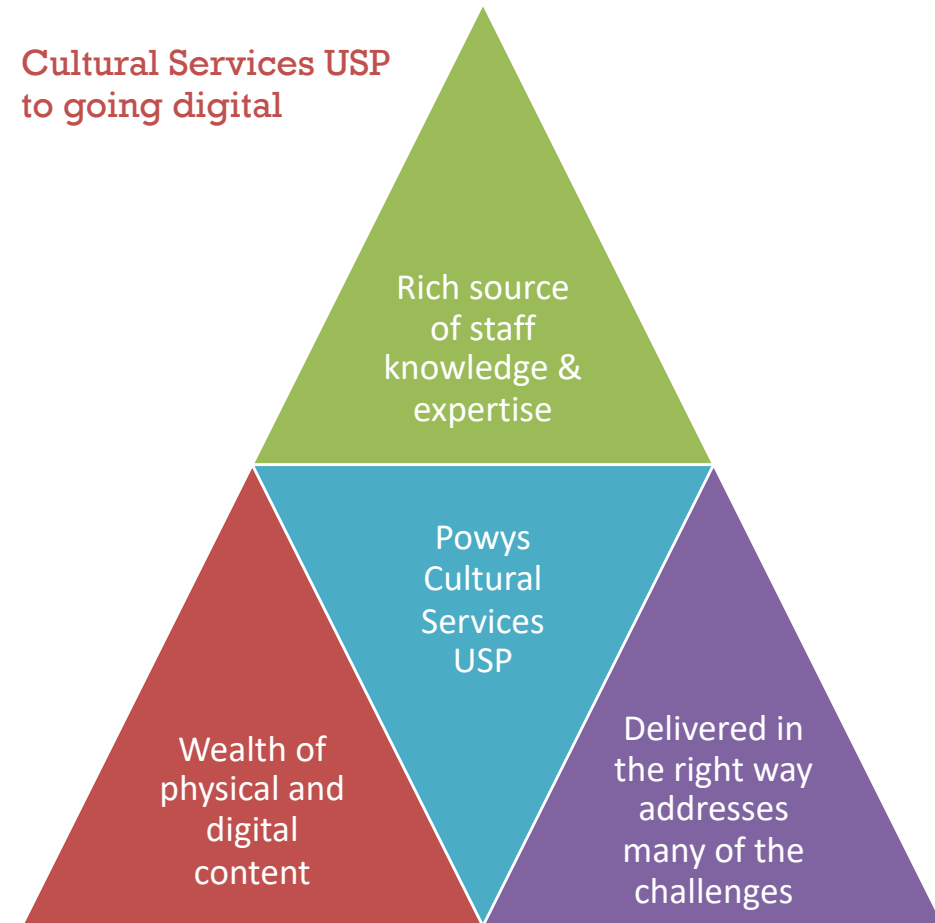 Cultural Services USP
to going digital
Rich source
of staff
knowledge &
expertise
Powys
Cultural
Services
USP
Wealth of
physical and
digital
content
Delivered in
the right way
addresses
many of the
challenges